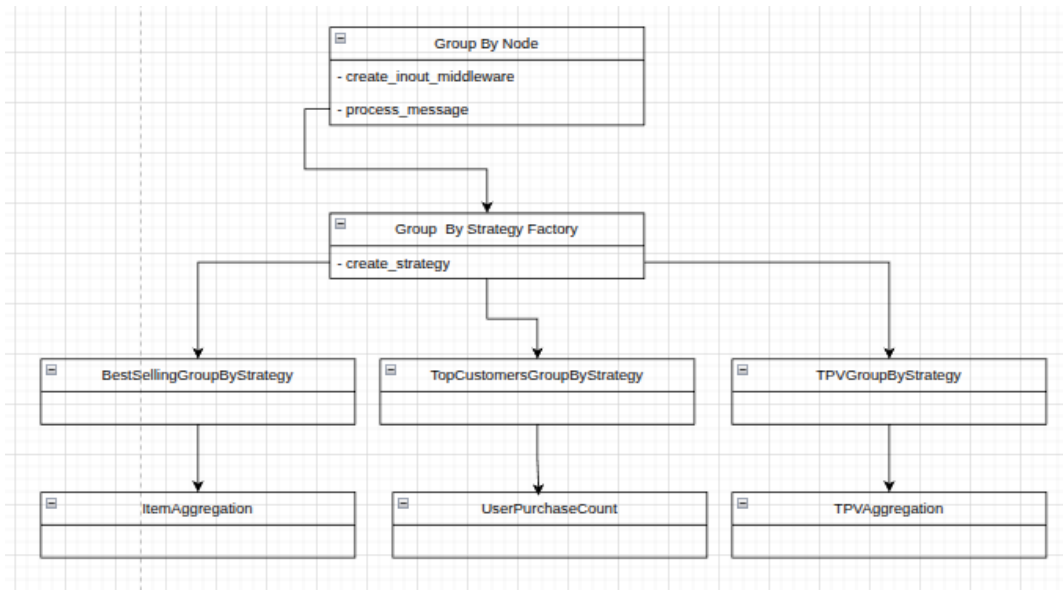 Group By Node
- create_inout_middleware
- process_message
Group  By Strategy Factory
- create_strategy
BestSellingGroupByStrategy
TopCustomersGroupByStrategy
TPVGroupByStrategy
ItemAggregation
UserPurchaseCount
TPVAggregation